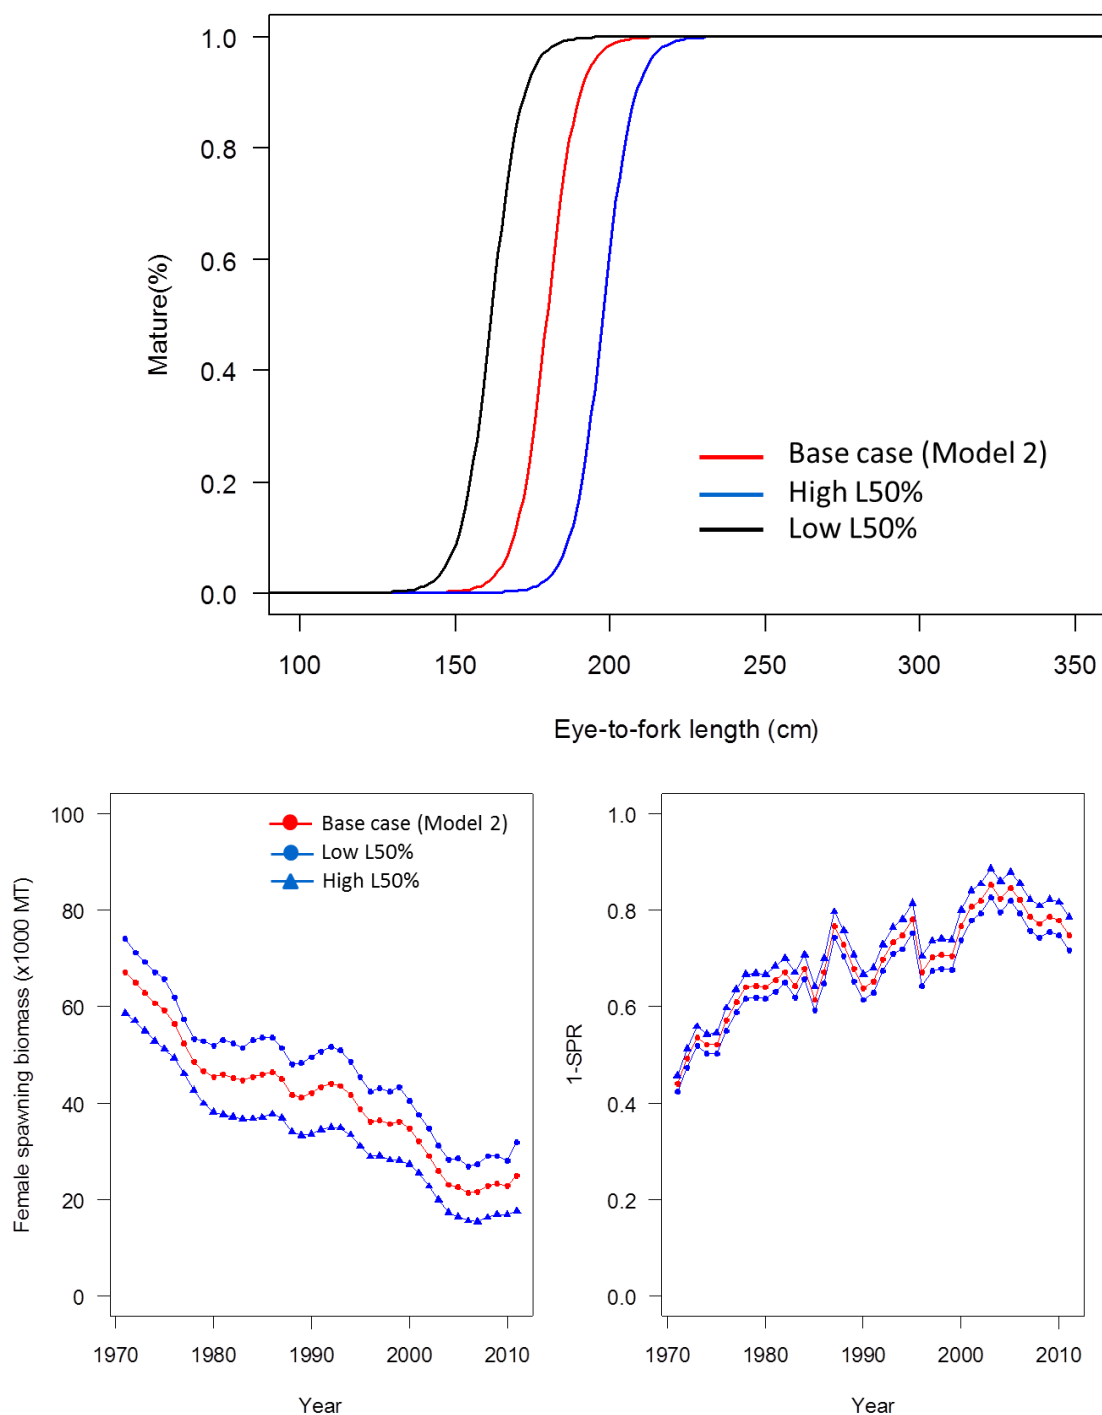 1.0
0.8
0.6
0.4
0.2
0.0
Mature(%)
Base case (Model 2)
High L50%
Low L50%
100 150 200 250 300 350
Eye-to-fork length (cm)
100
80
60
40
20
0
Female spawning biomass (x1000 MT)
Base case (Model 2)
Low L50%
High L50%
1970 1980 1990 2000 2010
Year
1.0
0.8
0.6
0.4
0.2
0.0
1-SPR
1970 1980 1990 2000 2010
Year